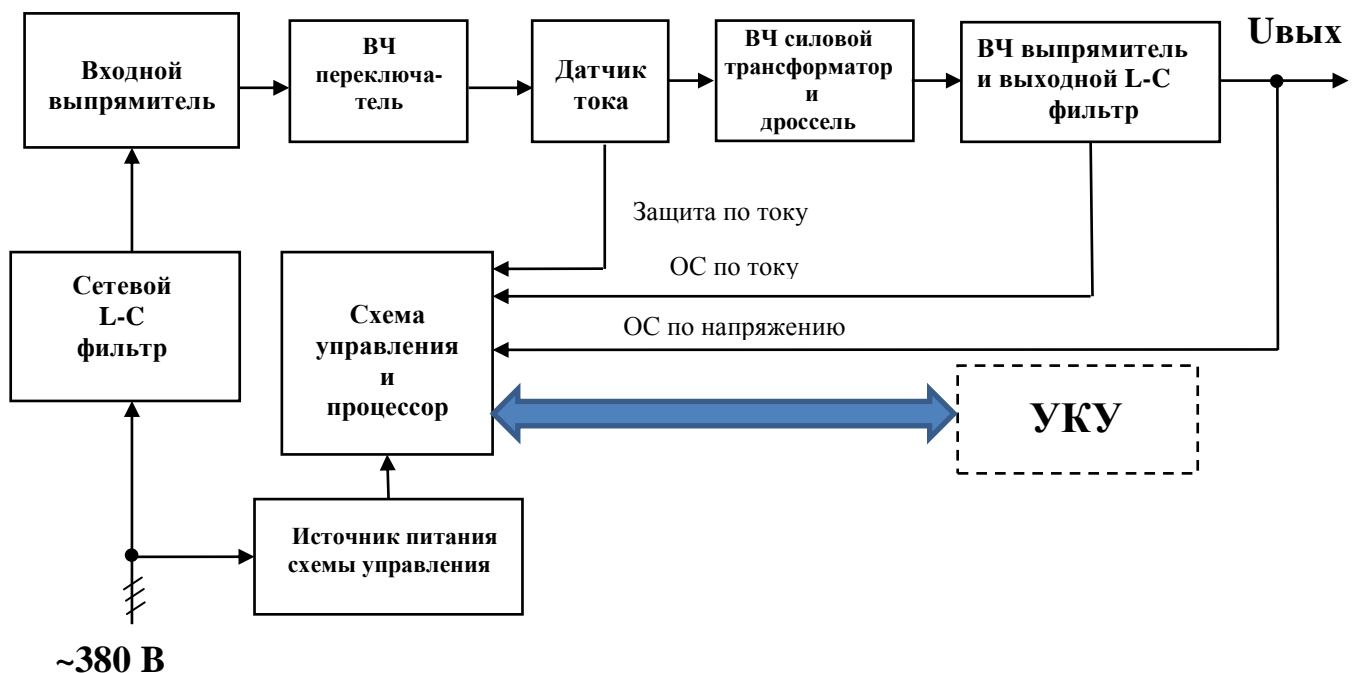 Входной
выпрямитель
ВЧ
переключа-
тель
Датчик
тока
ВЧ силовой
трансформатор
и
дроссель
ВЧ выпрямитель
и выходной L-C
фильтр
Uвых
Защита по току
ОС по току
ОС по напряжению
Сетевой
L-C
фильтр
Схема
управления
и
процессор
УКУ
Источник питания
схемы управления
~380 В